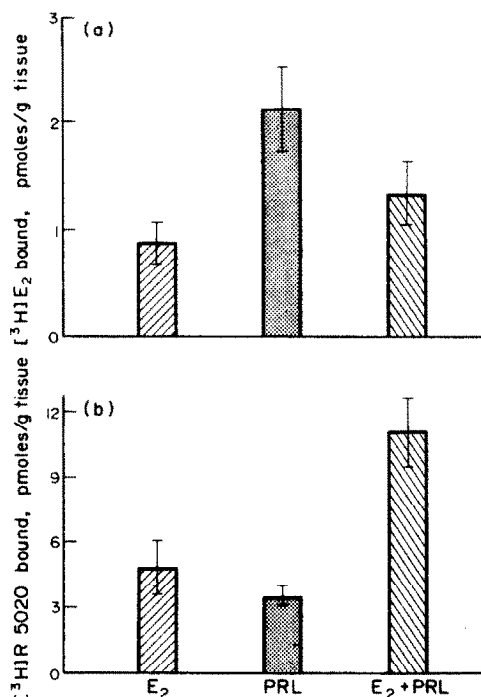 [³H]E₂ bound, pmoles/g tissue
(a)
3
2
1
0
[³H]R 5020 bound, pmoles/g tissue
(b)
12
9
6
3
0
E₂ PRL E₂+PRL